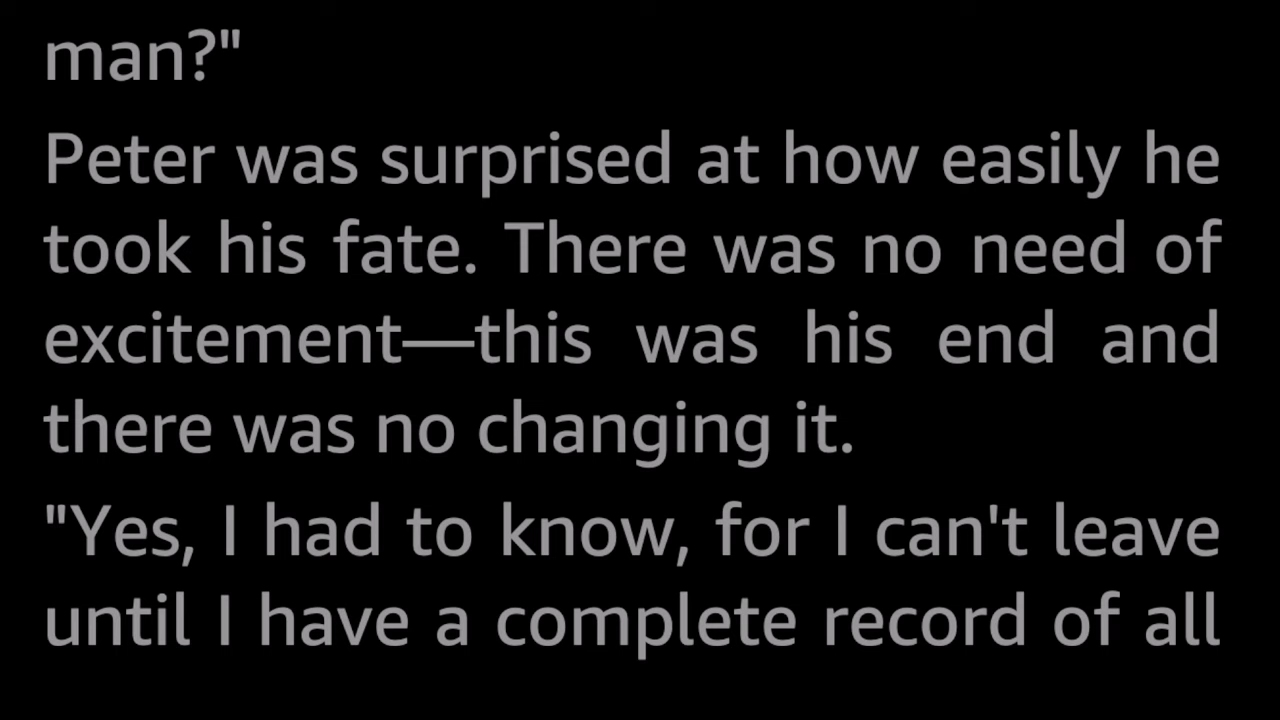 man?"
Peter was surprised at how easily he
took his fate. There was no need of
excitement—this was his end and
there was no changing it.
"Yes, I had to know, for I can't leave
until I have a complete record of all